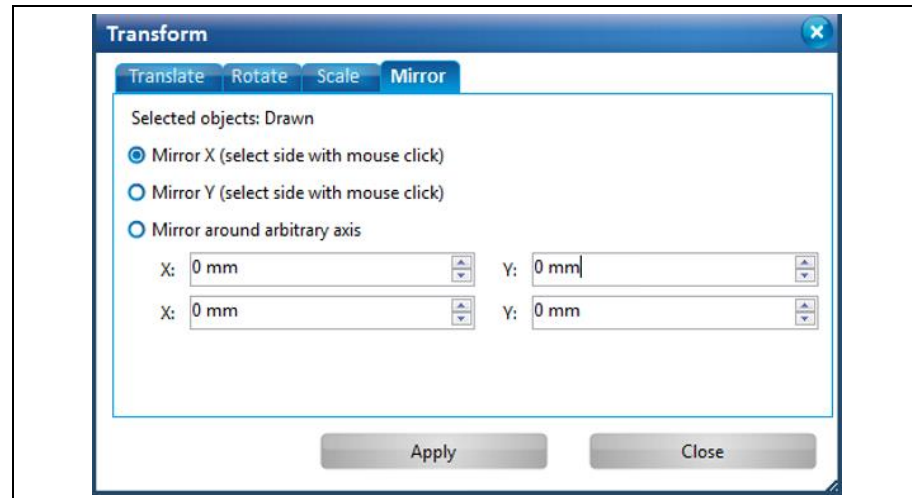 Transform
Translate Rotate Scale Mirror
Selected objects: Drawn
Mirror X (select side with mouse click)
Mirror Y (select side with mouse click)
Mirror around arbitrary axis
X: 0 mm Y: 0 mm
X: 0 mm Y: 0 mm
Apply Close